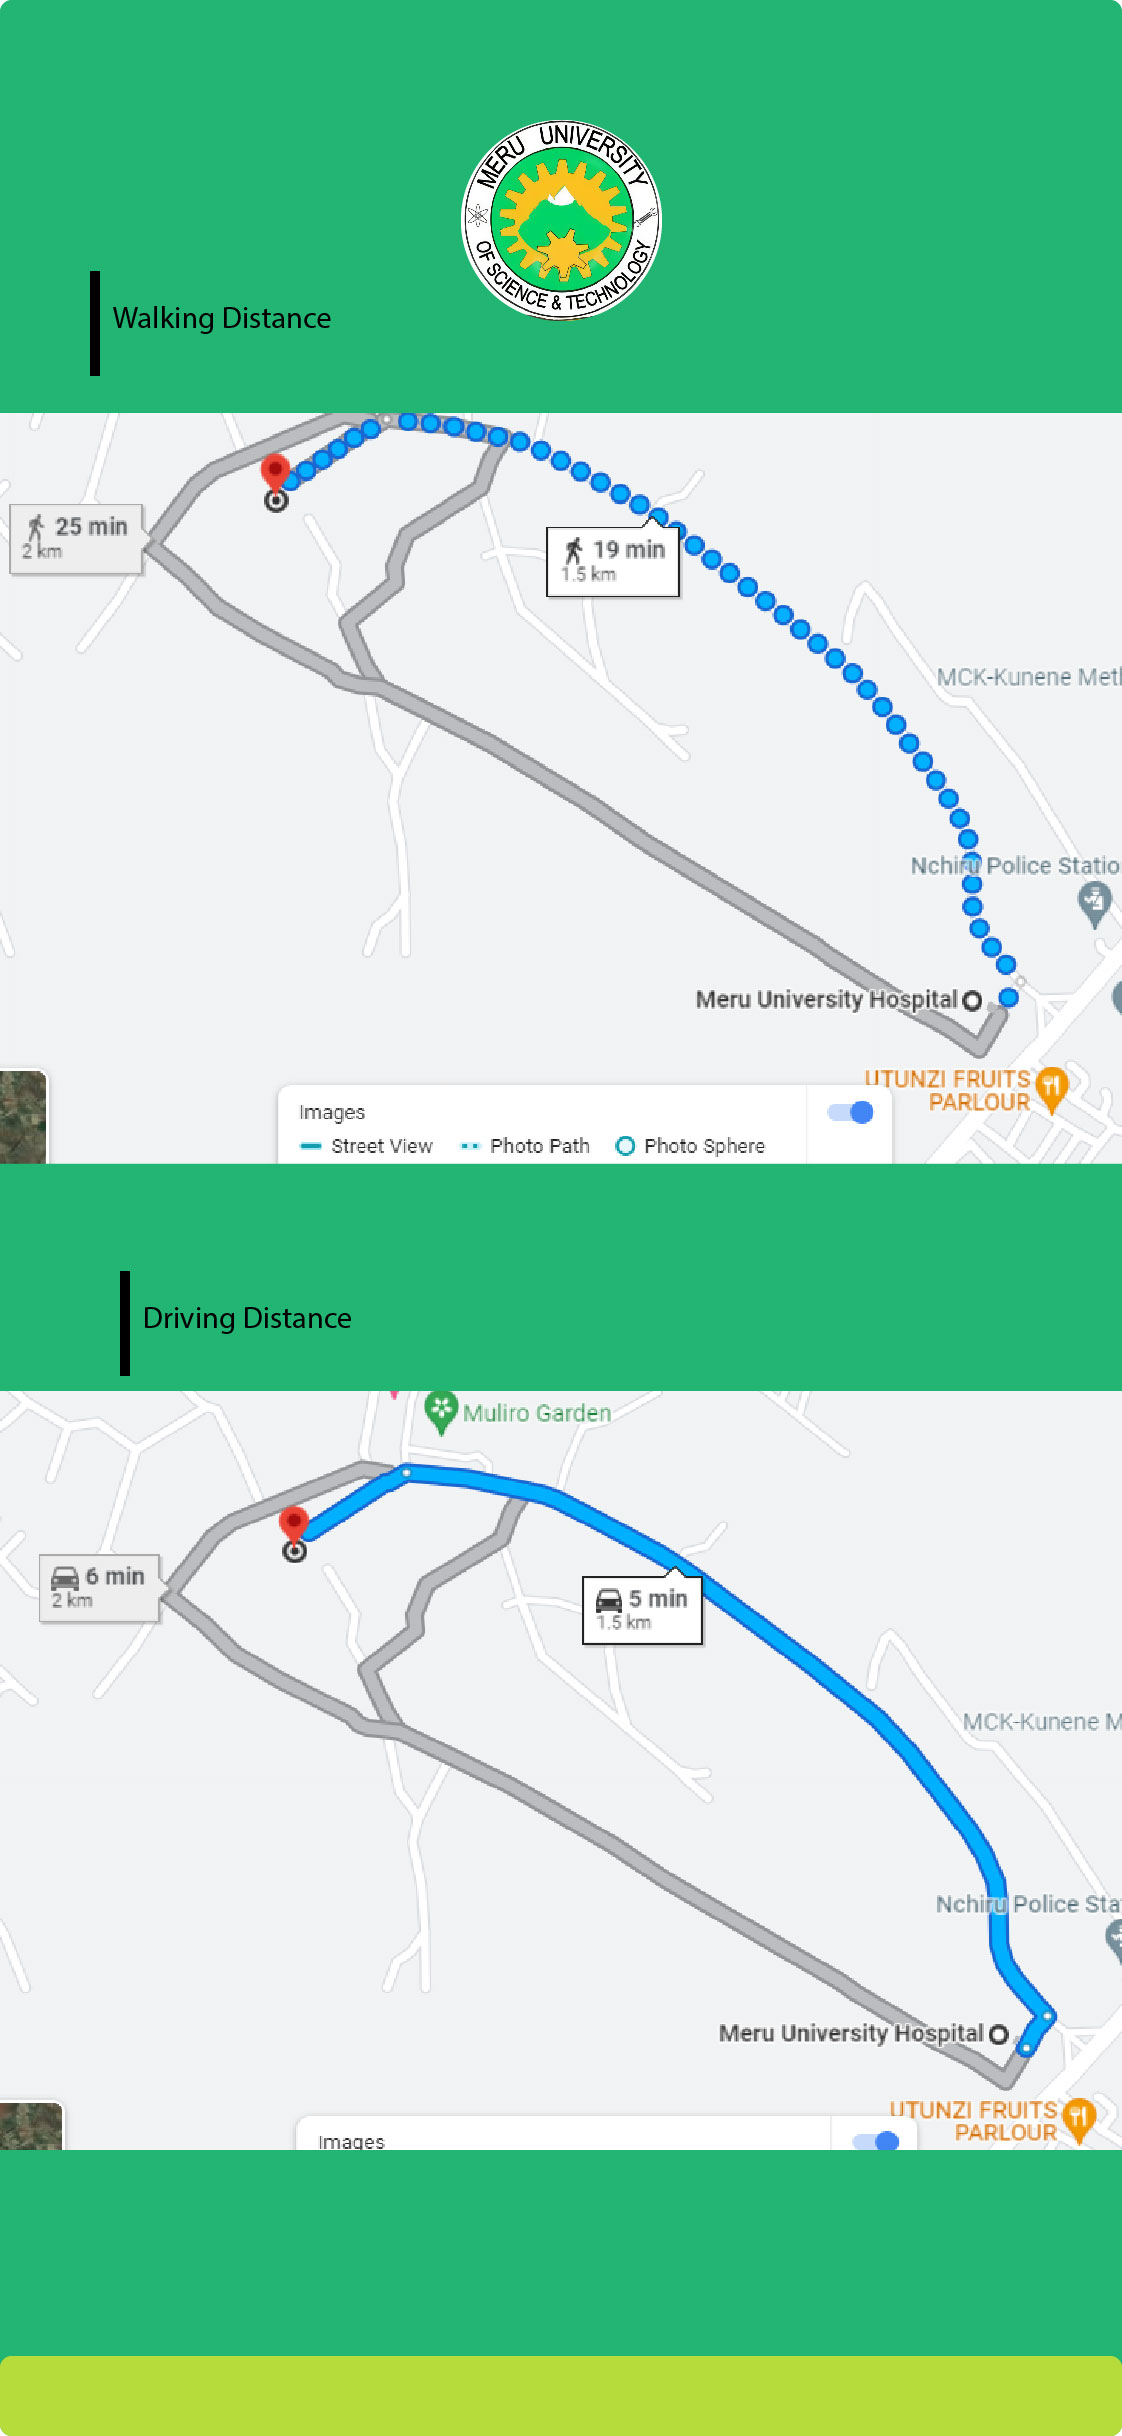 MERU UNIVERSITY
OF SCIENCE & TECHNOLOGY
Walking Distance
25 min
2 km
19 min
1.5 km
MCK-Kunene Meth
Nchiru Police Statio
Meru University Hospital
UTUNZI FRUITS
PARLOUR
Images
Street View
Photo Path
Photo Sphere
Driving Distance
Muliro Garden
6 min
2 km
5 min
1.5 km
MCK-Kunene M
Nchiru Police Sta
Meru University Hospital
UTUNZI FRUITS
PARLOUR
Images